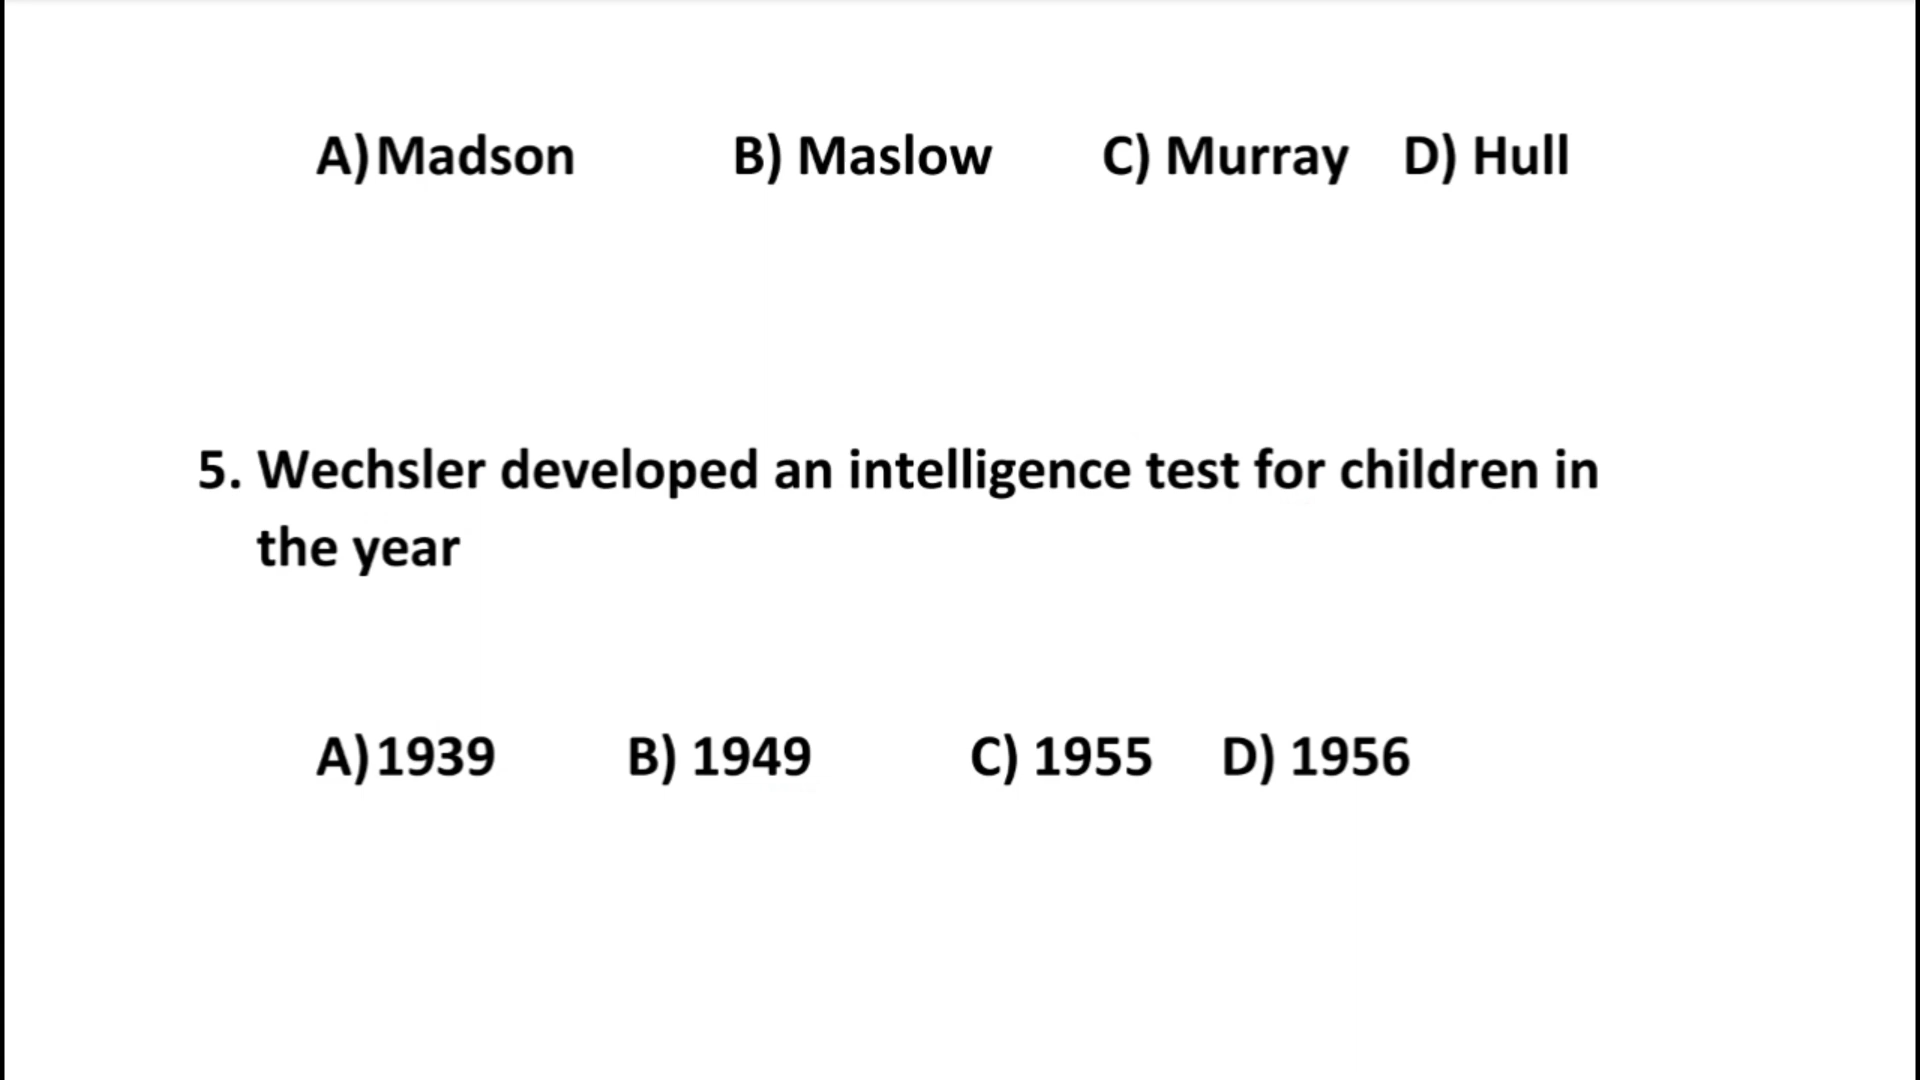 A) Madson B) Maslow C) Murray D) Hull
5. Wechsler developed an intelligence test for children in
the year
A) 1939 B) 1949 C) 1955 D) 1956